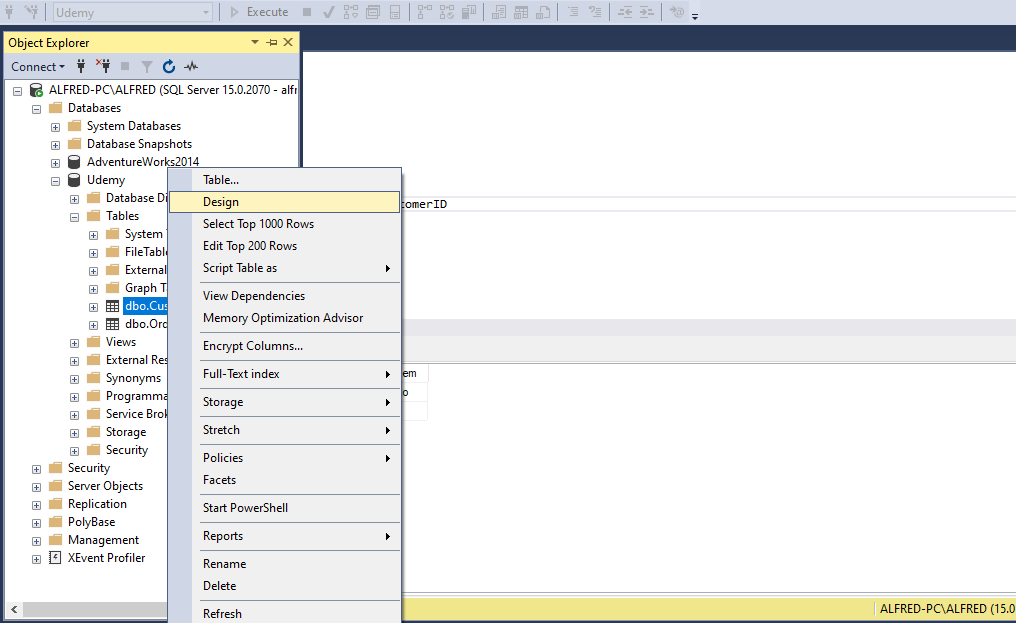 Udemy
Execute
Object Explorer
Connect
ALFRED-PC\ALFRED (SQL Server 15.0.2070 - alfr
Databases
System Databases
Database Snapshots
AdventureWorks2014
Udemy
Database Di
Tables
System
FileTable
External
Graph T
dbo.Cus
dbo.Ord
Views
External Res
Synonyms
Programma
Service Brok
Storage
Security
Security
Server Objects
Replication
PolyBase
Management
XEvent Profiler
Table...
Design
Select Top 1000 Rows
Edit Top 200 Rows
Script Table as
View Dependencies
Memory Optimization Advisor
Encrypt Columns...
Full-Text index
Storage
Stretch
Policies
Facets
Start PowerShell
Reports
Rename
Delete
Refresh
tomerID
em
o
ALFRED-PC\ALFRED (15.0